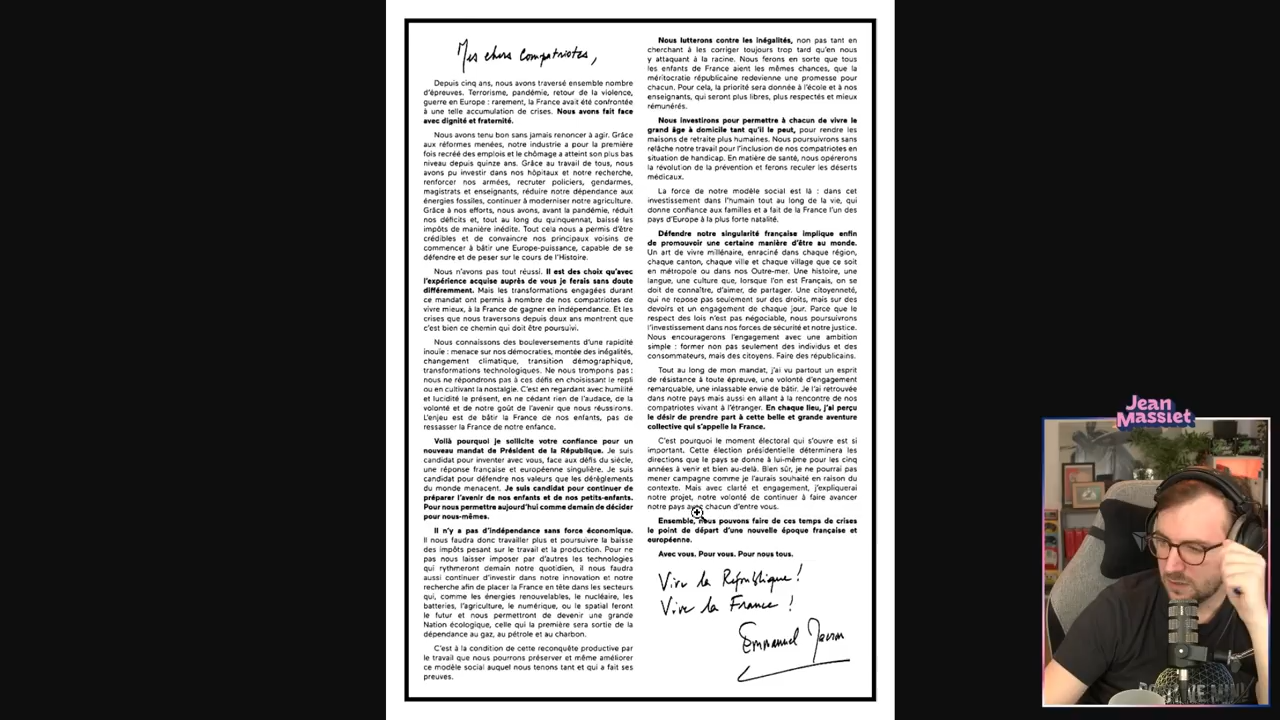 Mes chers compatriotes,
Depuis cinq ans, nous avons traversé ensemble nombre
d'épreuves. Terrorisme, pandémie, retour de la violence,
guerre en Europe : rarement, la France avait été confrontée
à une telle accumulation de crises. Nous avons fait face
avec dignité et fraternité.
Nous avons tenu bon sans jamais renoncer à agir. Grâce
aux réformes menées, notre industrie a pour la première
fois recréé des emplois et le chômage a atteint son plus bas
niveau depuis quinze ans. Grâce au travail de tous, nous
avons pu investir dans nos hôpitaux et notre recherche,
renforcer nos armées, recruter policiers, gendarmes,
magistrats et enseignants, réduire notre dépendance aux
énergies fossiles, continuer à moderniser notre agriculture.
Grâce à nos efforts, nous avons, avant la pandémie, réduit
nos déficits et, tout au long du quinquennat, baissé les
impôts de manière inédite. Tout cela nous a permis d'être
crédibles et de convaincre nos principaux voisins de
commencer à bâtir une Europe-puissance, capable de se
défendre et de peser sur le cours de l'Histoire.
Nous n'avons pas tout réussi. Il est des choix qu'avec
l'expérience acquise auprès de vous je ferais sans doute
différemment. Mais les transformations engagées durant
ce mandat ont permis à nombre de nos compatriotes de
vivre mieux, à la France de gagner en indépendance. Et les
crises que nous traversons depuis deux ans montrent que
c'est bien ce chemin qui doit être poursuivi.
Nous connaissons des bouleversements d'une rapidité
inouïe : menace sur nos démocraties, montée des inégalités,
changement climatique, transition démographique,
transformations technologiques. Ne nous trompons pas :
nous ne répondrons pas à ces défis en choisissant le repli
ou en cultivant la nostalgie. C'est en regardant avec humilité
et lucidité le présent, en ne cédant rien de l'audace, de la
volonté et de notre goût de l'avenir que nous réussirons.
L'enjeu est de bâtir la France de nos enfants, pas de
ressasser la France de notre enfance.
Voilà pourquoi je sollicite votre confiance pour un
nouveau mandat de Président de la République. Je suis
candidat pour inventer avec vous, face aux défis du siècle,
une réponse française et européenne singulière. Je suis
candidat pour défendre nos valeurs que les dérèglements
du monde menacent. Je suis candidat pour continuer de
préparer l'avenir de nos enfants et de nos petits-enfants.
Pour nous permettre aujourd'hui comme demain de décider
pour nous-mêmes.
Il n'y a pas d'indépendance sans force économique.
Il nous faudra donc travailler plus et poursuivre la baisse
des impôts pesant sur le travail et la production. Pour ne
pas nous laisser imposer par d'autres les technologies
qui rythmeront demain notre quotidien, il nous faudra
aussi continuer d'investir dans notre innovation et notre
recherche afin de placer la France en tête dans les secteurs
qui, comme les énergies renouvelables, le nucléaire, les
batteries, l'agriculture, le numérique, ou le spatial feront
le futur et nous permettront de devenir une grande
Nation écologique, celle qui la première sera sortie de la
dépendance au gaz, au pétrole et au charbon.
C'est à la condition de cette reconquête productive par
le travail que nous pourrons préserver et même améliorer
ce modèle social auquel nous tenons tant et qui a fait ses
preuves.
Nous lutterons contre les inégalités, non pas tant en
cherchant à les corriger toujours trop tard qu'en nous
y attaquant à la racine. Nous ferons en sorte que tous
les enfants de France aient les mêmes chances, que la
méritocratie républicaine redevienne une promesse pour
chacun. Pour cela, la priorité sera donnée à l'école et à nos
enseignants, qui seront plus libres, plus respectés et mieux
rémunérés.
Nous investirons pour permettre à chacun de vivre le
grand âge à domicile tant qu'il le peut, pour rendre les
maisons de retraite plus humaines. Nous poursuivrons sans
relâche notre travail pour l'inclusion de nos compatriotes en
situation de handicap. En matière de santé, nous opérerons
la révolution de la prévention et ferons reculer les déserts
médicaux.
La force de notre modèle social est là : dans cet
investissement dans l'humain tout au long de la vie, qui
donne confiance aux familles et a fait de la France l'un des
pays d'Europe à la plus forte natalité.
Défendre notre singularité française implique enfin
de promouvoir une certaine manière d'être au monde.
Un art de vivre millénaire, enraciné dans chaque région,
chaque canton, chaque ville et chaque village que ce soit
en métropole ou dans nos Outre-mer. Une histoire, une
langue, une culture que, lorsque l'on est Français, on se
doit de connaître, d'aimer, de partager. Une citoyenneté,
qui ne repose pas seulement sur des droits, mais sur des
devoirs et un engagement de chaque jour. Parce que le
respect des lois n'est pas négociable, nous poursuivrons
l'investissement dans nos forces de sécurité et notre justice.
Nous encouragerons l'engagement avec une ambition
simple : former non pas seulement des individus et des
consommateurs, mais des citoyens. Faire des républicains.
Tout au long de mon mandat, j'ai vu partout un esprit
de résistance à toute épreuve, une volonté d'engagement
remarquable, une inlassable envie de bâtir. Je l'ai retrouvée
dans notre pays mais aussi en allant à la rencontre de nos
compatriotes vivant à l'étranger. En chaque lieu, j'ai perçu
le désir de prendre part à cette belle et grande aventure
collective qui s'appelle la France.
C'est pourquoi le moment électoral qui s'ouvre est si
important. Cette élection présidentielle déterminera les
directions que le pays se donne à lui-même pour les cinq
années à venir et bien au-delà. Bien sûr, je ne pourrai pas
mener campagne comme je l'aurais souhaité en raison du
contexte. Mais avec clarté et engagement, j'expliquerai
notre projet, notre volonté de continuer à faire avancer
notre pays avec chacun d'entre vous.
Ensemble, nous pouvons faire de ces temps de crises
le point de départ d'une nouvelle époque française et
européenne.
Avec vous. Pour vous. Pour nous tous.
Vive la République !
Vive la France !
Emmanuel Macron
Jean
Massiet